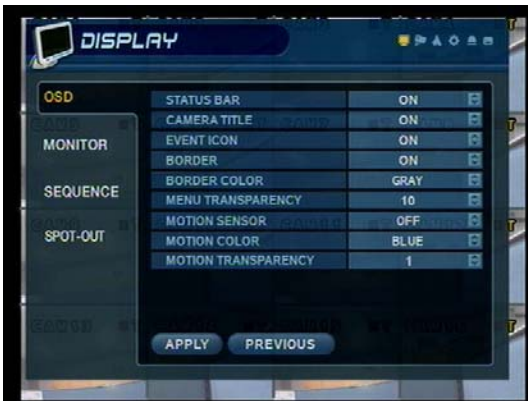 DISPLAY
OSD
MONITOR
SEQUENCE
SPOT-OUT
STATUS BAR ON
CAMERA TITLE ON
EVENT ICON ON
BORDER ON
BORDER COLOR GRAY
MENU TRANSPARENCY 10
MOTION SENSOR OFF
MOTION COLOR BLUE
MOTION TRANSPARENCY 1
APPLY PREVIOUS